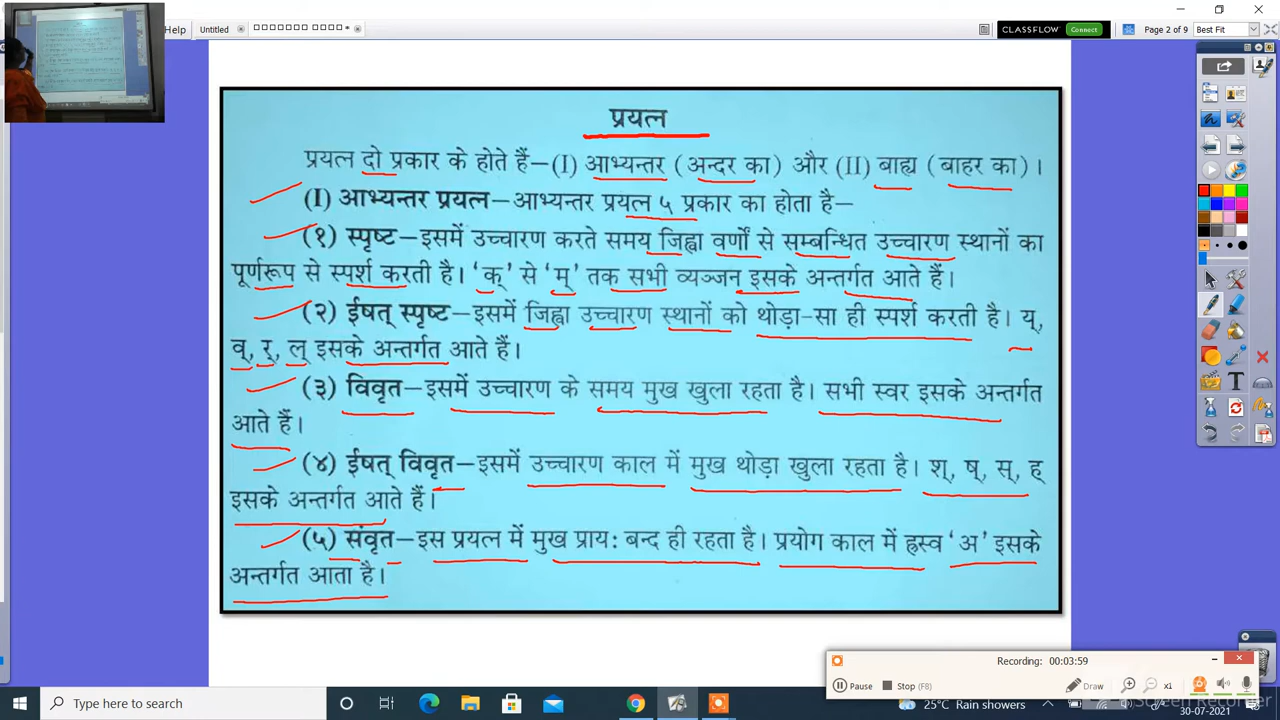 Help
Untitled
CLASSFLOW Connect
Page 2 of 9
Best Fit
प्रयत्न
प्रयत्न दो प्रकार के होते हैं–(I) आभ्यन्तर (अन्दर का) और (II) बाह्य (बाहर का)।
(I) आभ्यन्तर प्रयत्न–आभ्यन्तर प्रयत्न ५ प्रकार का होता है–
(१) स्पृष्ट–इसमें उच्चारण करते समय जिह्वा वर्णों से सम्बन्धित उच्चारण स्थानों का
पूर्णरूप से स्पर्श करती है। ‘क्’ से ‘म्’ तक सभी व्यञ्जन इसके अन्तर्गत आते हैं।
(२) ईषत् स्पृष्ट–इसमें जिह्वा उच्चारण स्थानों को थोड़ा-सा ही स्पर्श करती है। य्,
व्, र्, ल् इसके अन्तर्गत आते हैं।
(३) विवृत–इसमें उच्चारण के समय मुख खुला रहता है। सभी स्वर इसके अन्तर्गत
आते हैं।
(४) ईषत् विवृत–इसमें उच्चारण काल में मुख थोड़ा खुला रहता है। श्, ष्, स्, ह्
इसके अन्तर्गत आते हैं।
(५) संवृत–इस प्रयत्न में मुख प्राय: बन्द ही रहता है। प्रयोग काल में ह्रस्व ‘अ’ इसके
अन्तर्गत आता है।
Recording: 00:03:59
Pause Stop (F8) Draw x1
Type here to search
25°C Rain showers
30-07-2021